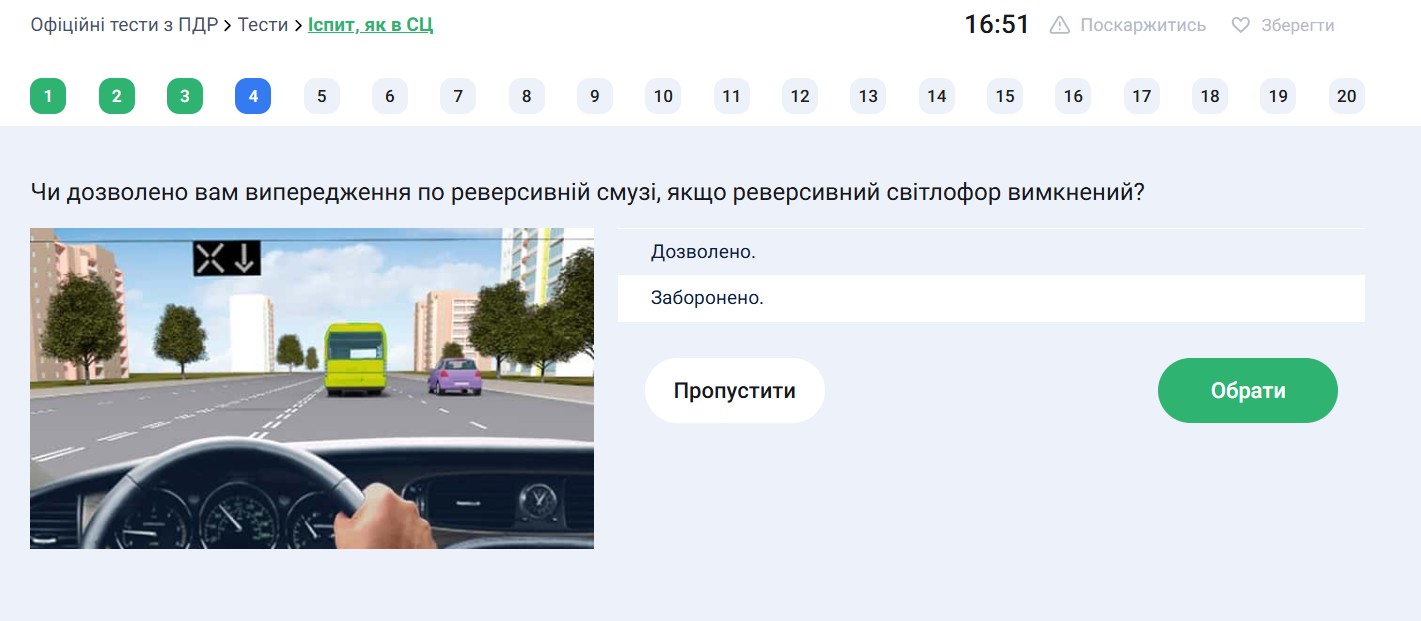 Офіційні тести з ПДР > Тести > Іспит, як в СЦ
16:51 Поскаржитись Зберегти
1 2 3 4 5 6 7 8 9 10 11 12 13 14 15 16 17 18 19 20
Чи дозволено вам випередження по реверсивній смузі, якщо реверсивний світлофор вимкнений?
Дозволено.
Заборонено.
Пропустити Обрати